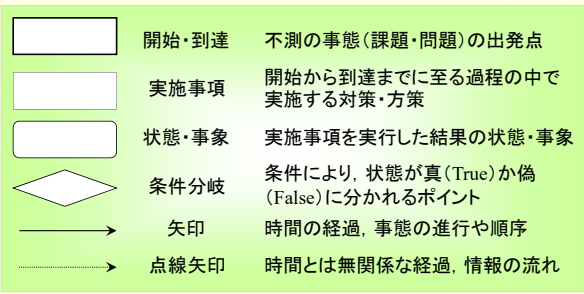 開始・到達 不測の事態(課題・問題)の出発点
実施事項 開始から到達までに至る過程の中で
実施する対策・方策
状態・事象 実施事項を実行した結果の状態・事象
条件分岐 条件により，状態が真(True)か偽
(False)に分かれるポイント
矢印 時間の経過，事態の進行や順序
点線矢印 時間とは無関係な経過，情報の流れ